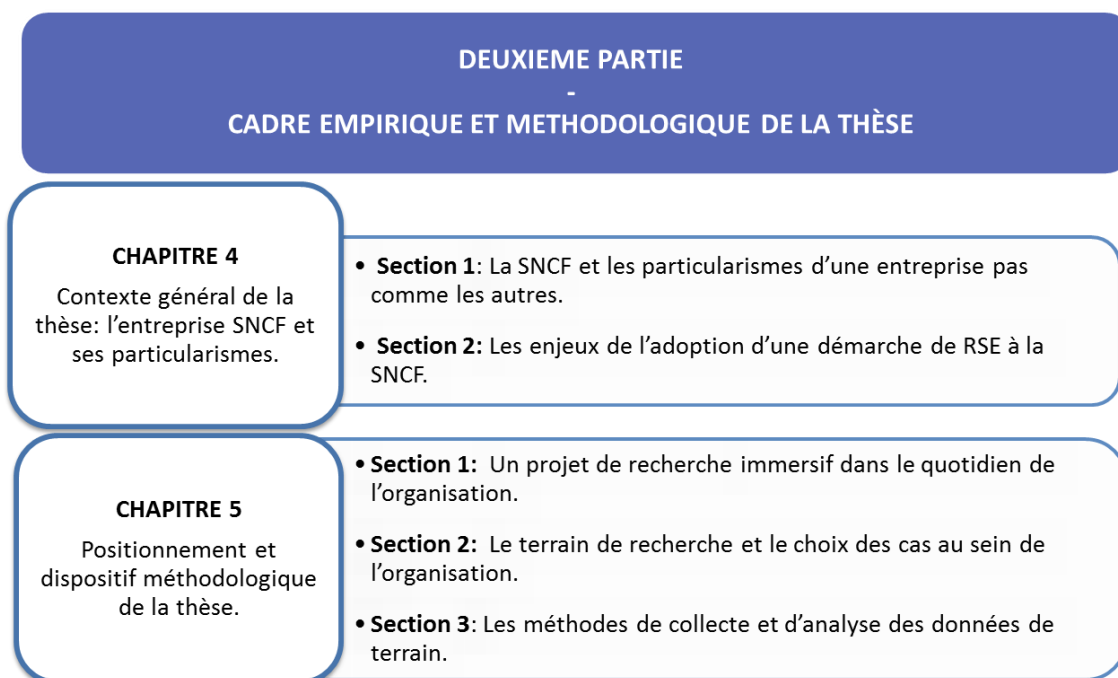 DEUXIEME PARTIE
-
CADRE EMPIRIQUE ET METHODOLOGIQUE DE LA THÈSE
CHAPITRE 4
Contexte général de la
thèse: l’entreprise SNCF et
ses particularismes.
• Section 1: La SNCF et les particularismes d’une entreprise pas
comme les autres.
• Section 2: Les enjeux de l’adoption d’une démarche de RSE à la
SNCF.
CHAPITRE 5
Positionnement et
dispositif méthodologique
de la thèse.
• Section 1: Un projet de recherche immersif dans le quotidien de
l’organisation.
• Section 2: Le terrain de recherche et le choix des cas au sein de
l’organisation.
• Section 3: Les méthodes de collecte et d’analyse des données de
terrain.